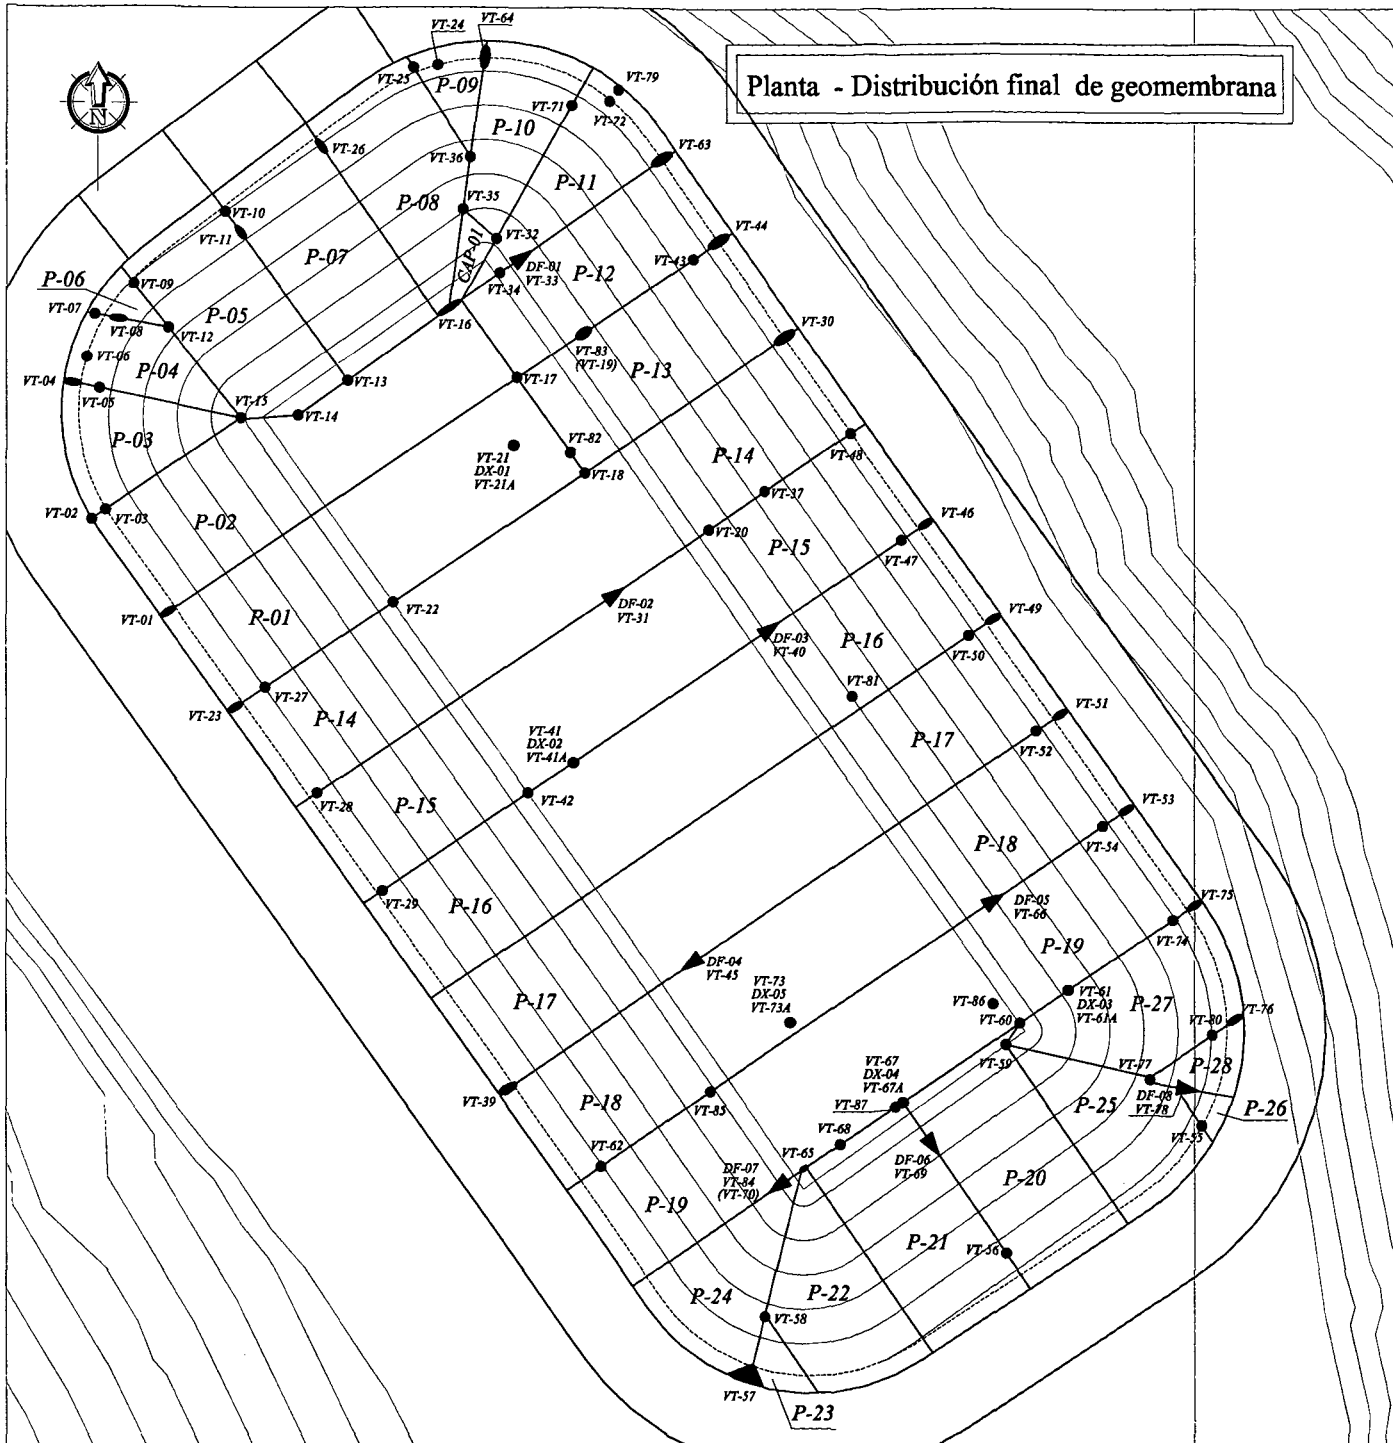 VT-24
VT-64
VT-25
P-09
VT-79
VT-71
VT-72
Planta - Distribución final de geomembrana
N
P-10
VT-26
VT-36
VT-63
P-11
VT-35
P-08
VT-10
VT-11
VT-32
VT-44
P-07
CAP-01
DF-01
VT-33
VT-34
P-12
VT-43
P-06
VT-09
VT-07
VT-08
P-05
VT-12
VT-16
VT-30
VT-06
VT-83
(VT-19)
P-04
VT-04
VT-05
VT-13
VT-17
P-13
VT-15
VT-14
P-03
VT-82
VT-48
VT-21
DX-01
VT-21A
VT-18
P-14
VT-37
VT-02
VT-03
P-02
VT-20
VT-46
P-15
VT-47
VT-01
P-01
VT-22
DF-02
VT-31
VT-49
DF-03
VT-40
P-16
VT-50
VT-27
VT-81
VT-23
P-14
VT-51
VT-41
DX-02
VT-41A
P-17
VT-52
VT-28
P-15
VT-42
VT-53
P-18
VT-54
VT-29
P-16
DF-05
VT-66
VT-75
VT-74
P-19
DF-04
VT-45
VT-73
DX-05
VT-73A
P-17
VT-86
VT-61
DX-03
VT-61A
P-27
VT-60
VT-76
VT-80
VT-59
VT-67
DX-04
VT-67A
VT-77
P-28
VT-39
P-18
VT-85
VT-87
P-25
DF-08
VT-78
P-26
VT-55
VT-62
VT-68
VT-65
DF-07
VT-84
(VT-70)
DF-06
VT-69
P-20
P-19
P-21
VT-56
P-24
P-22
VT-58
VT-57
P-23